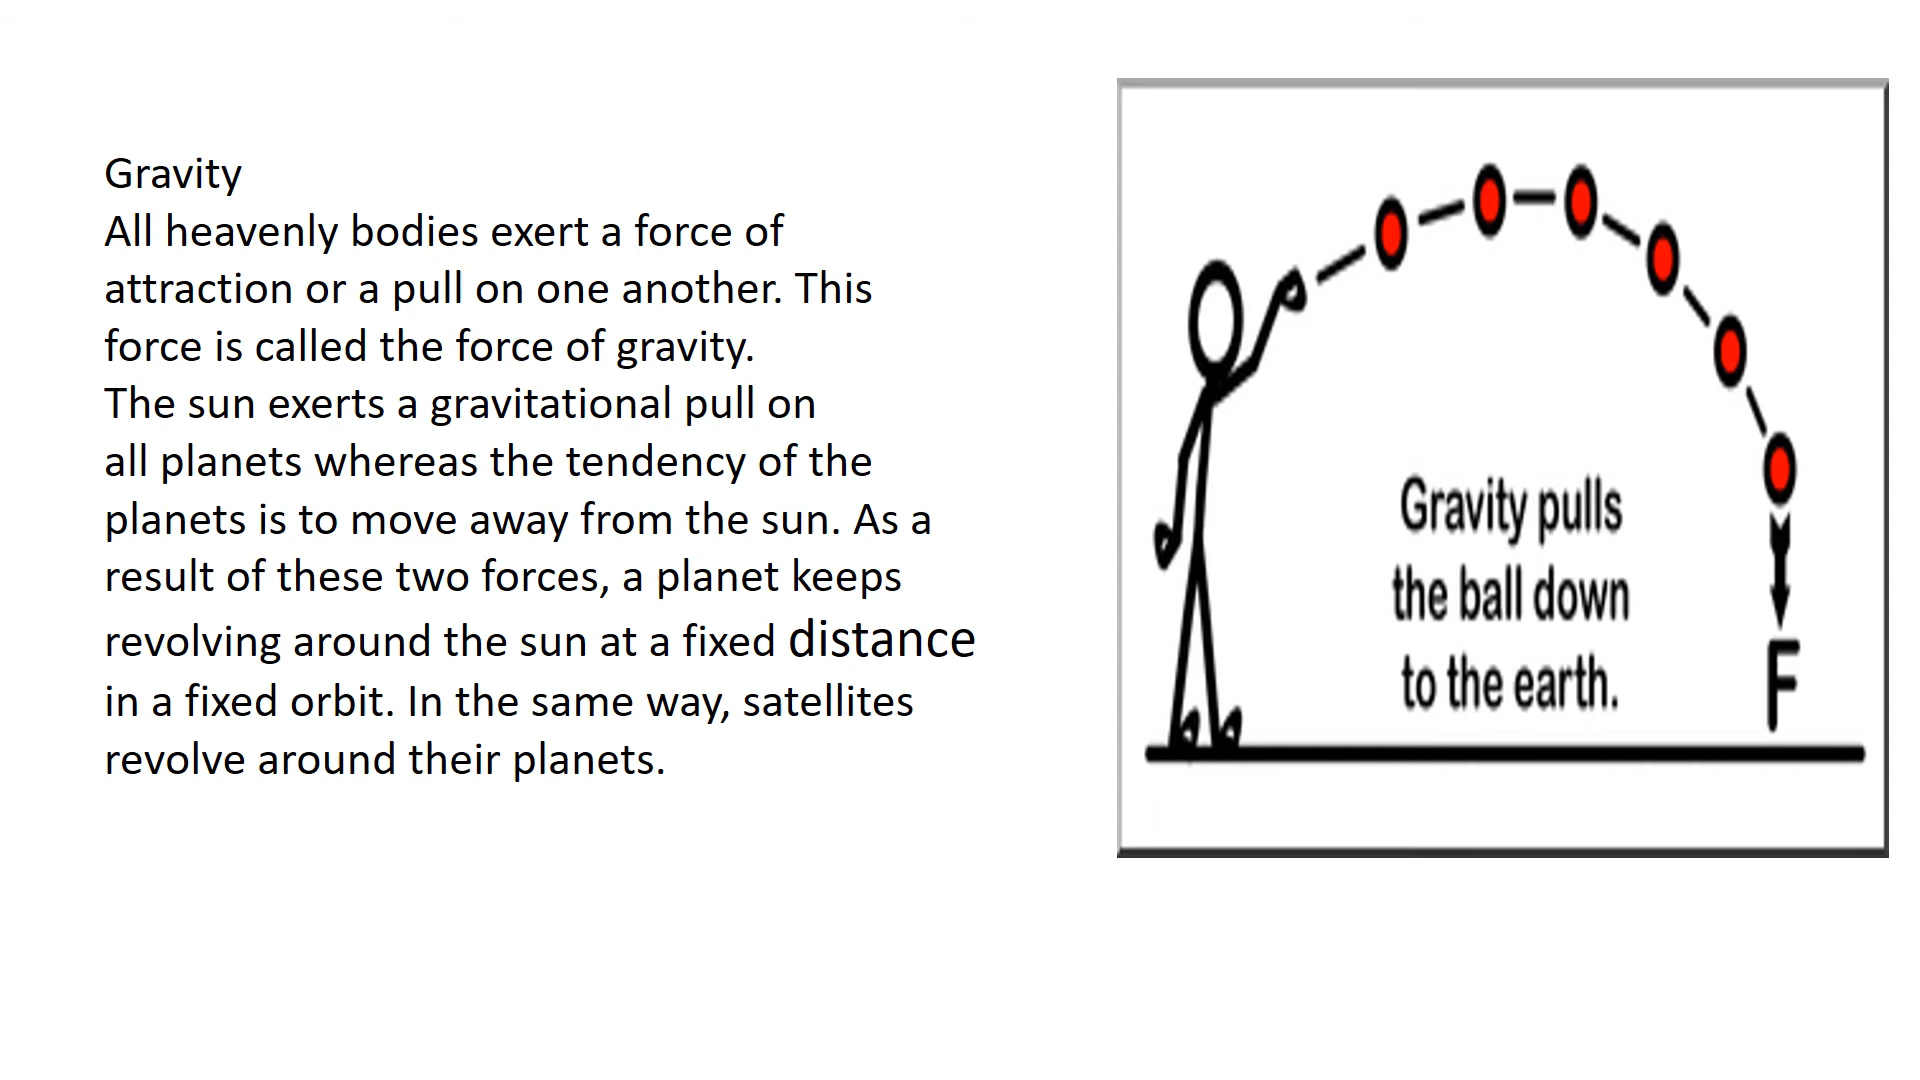 Gravity
All heavenly bodies exert a force of
attraction or a pull on one another. This
force is called the force of gravity.
The sun exerts a gravitational pull on
all planets whereas the tendency of the
planets is to move away from the sun. As a
result of these two forces, a planet keeps
revolving around the sun at a fixed distance
in a fixed orbit. In the same way, satellites
revolve around their planets.
Gravity pulls
the ball down
to the earth.
F